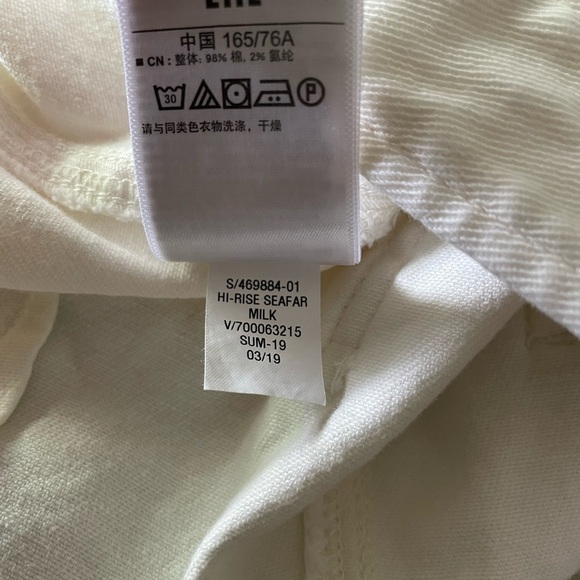 中国 165/76A
■ CN: 整体: 98% 棉, 2% 氨纶
30 P
请与同类色衣物洗涤, 干燥
S/469884-01
HI-RISE SEAFAR
MILK
V/700063215
SUM-19
03/19